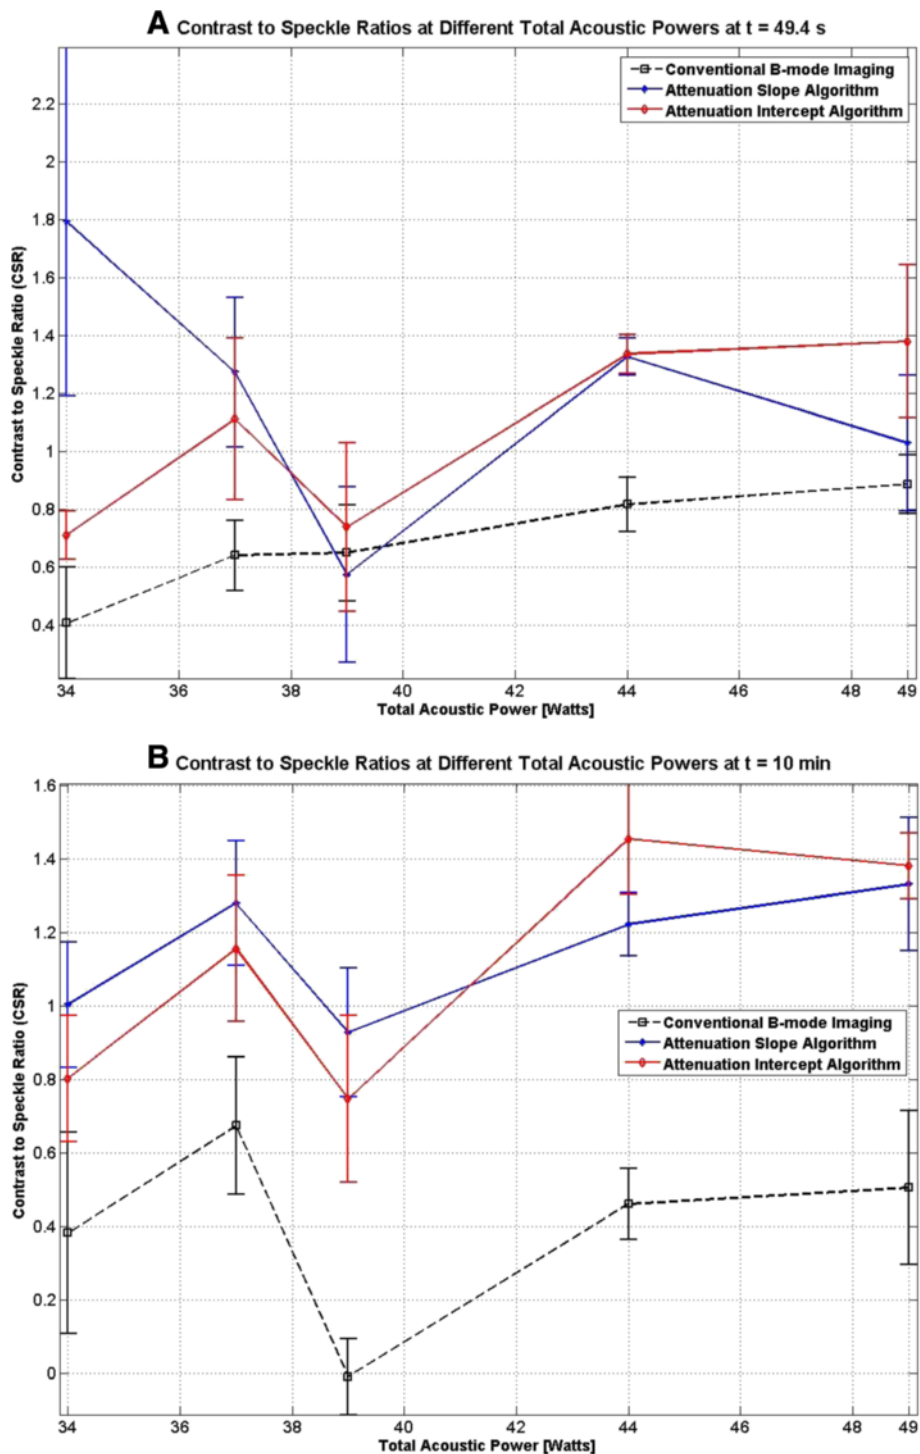 A Contrast to Speckle Ratios at Different Total Acoustic Powers at t = 49.4 s
Conventional B-mode Imaging
Attenuation Slope Algorithm
Attenuation Intercept Algorithm
Contrast to Speckle Ratio (CSR)
2.2
2
1.8
1.6
1.4
1.2
1
0.8
0.6
0.4
34 36 38 40 42 44 46 48 49
Total Acoustic Power [Watts]
B Contrast to Speckle Ratios at Different Total Acoustic Powers at t = 10 min
Contrast to Speckle Ratio (CSR)
1.6
1.4
1.2
1
0.8
0.6
0.4
0.2
0
Conventional B-mode Imaging
Attenuation Slope Algorithm
Attenuation Intercept Algorithm
34 36 38 40 42 44 46 48 49
Total Acoustic Power [Watts]